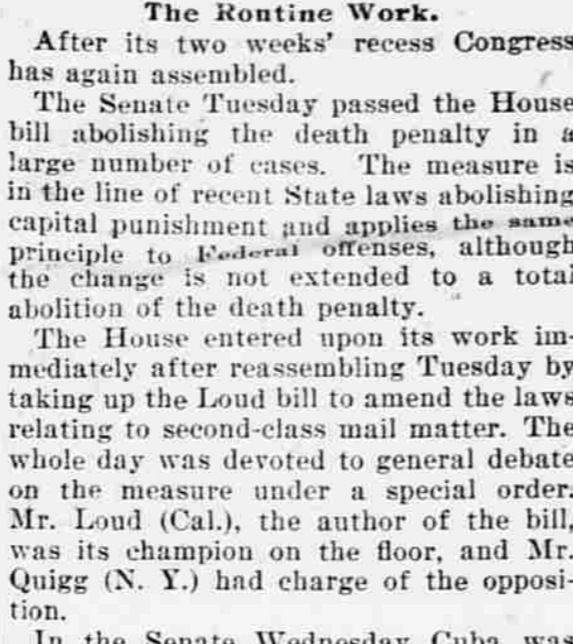 The Rontine Work.
After its two weeks' recess Congress
has again assembled.
The Senate Tuesday passed the House
bill abolishing the death penalty in a
large number of cases. The measure is
in the line of recent State laws abolishing
capital punishment and applies the same
principle to Federal offenses, although
the change is not extended to a total
abolition of the death penalty.
The House entered upon its work im-
mediately after reassembling Tuesday by
taking up the Loud bill to amend the laws
relating to second-class mail matter. The
whole day was devoted to general debate
on the measure under a special order.
Mr. Loud (Cal.), the author of the bill,
was its champion on the floor, and Mr.
Quigg (N. Y.) had charge of the opposi-
tion.
In the Senate Wednesday Cuba was